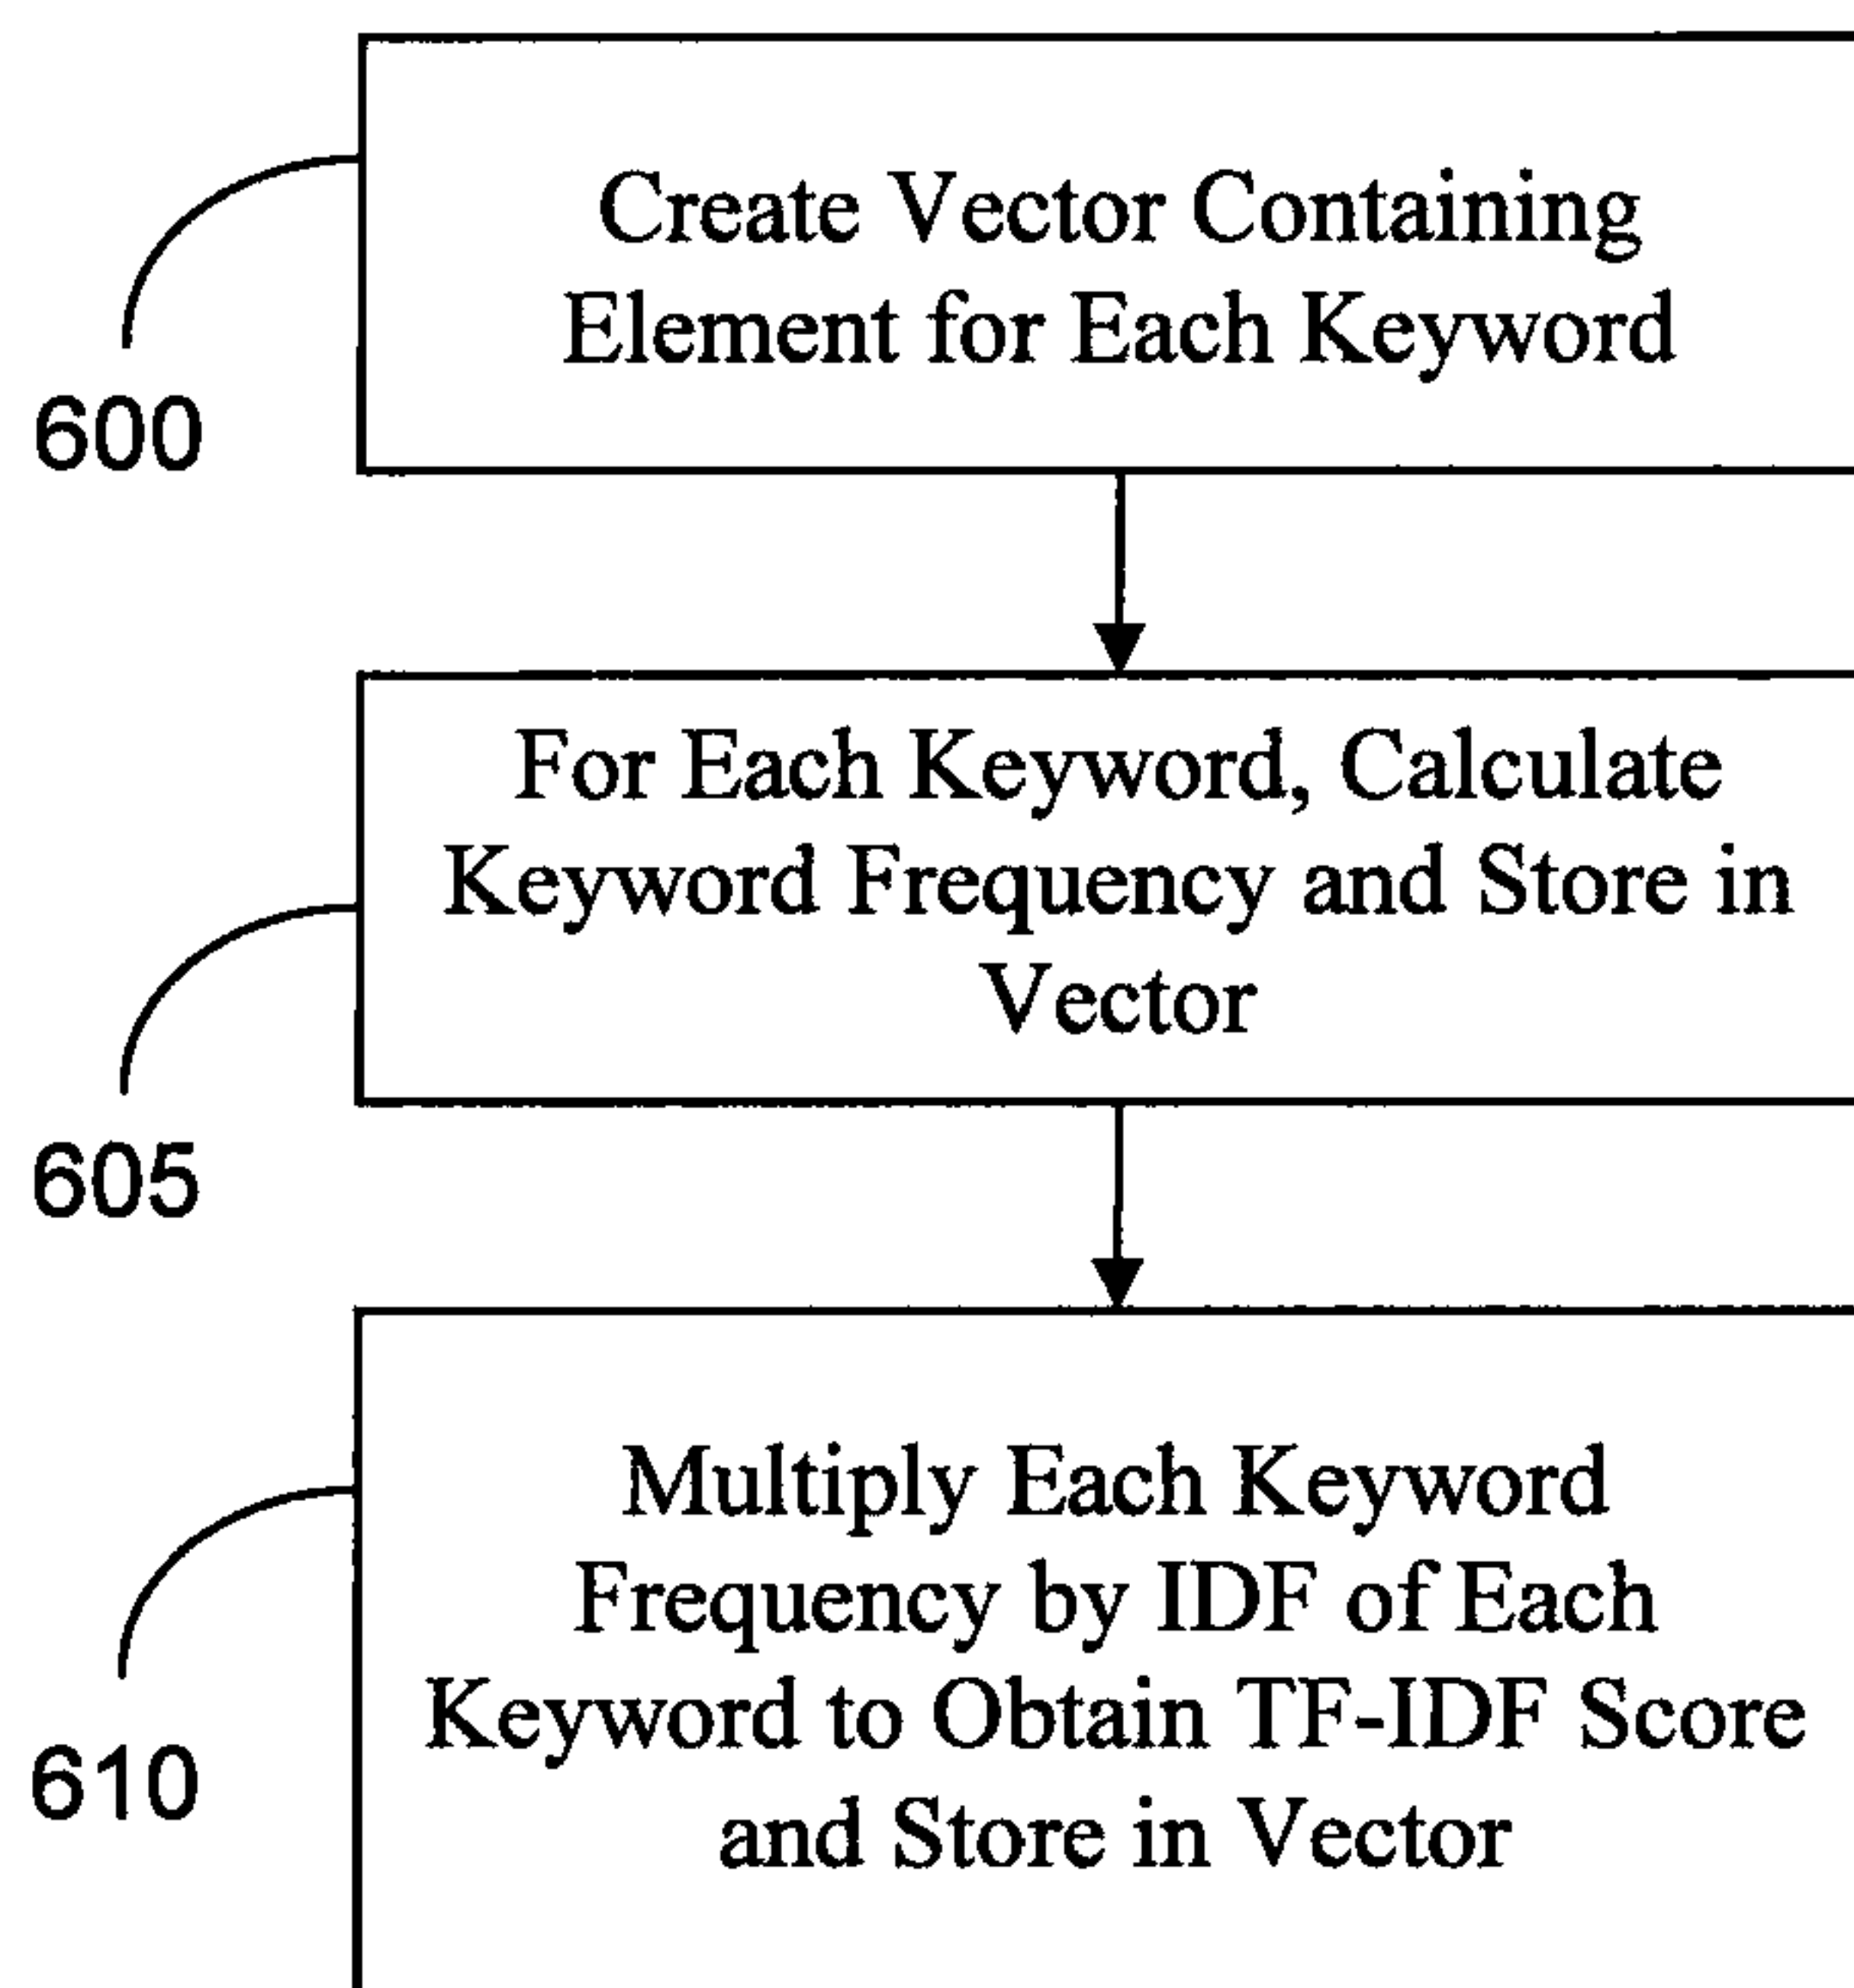 Create Vector Containing
Element for Each Keyword
600
For Each Keyword, Calculate
Keyword Frequency and Store in
Vector
605
Multiply Each Keyword
Frequency by IDF of Each
Keyword to Obtain TF-IDF Score
and Store in Vector
610